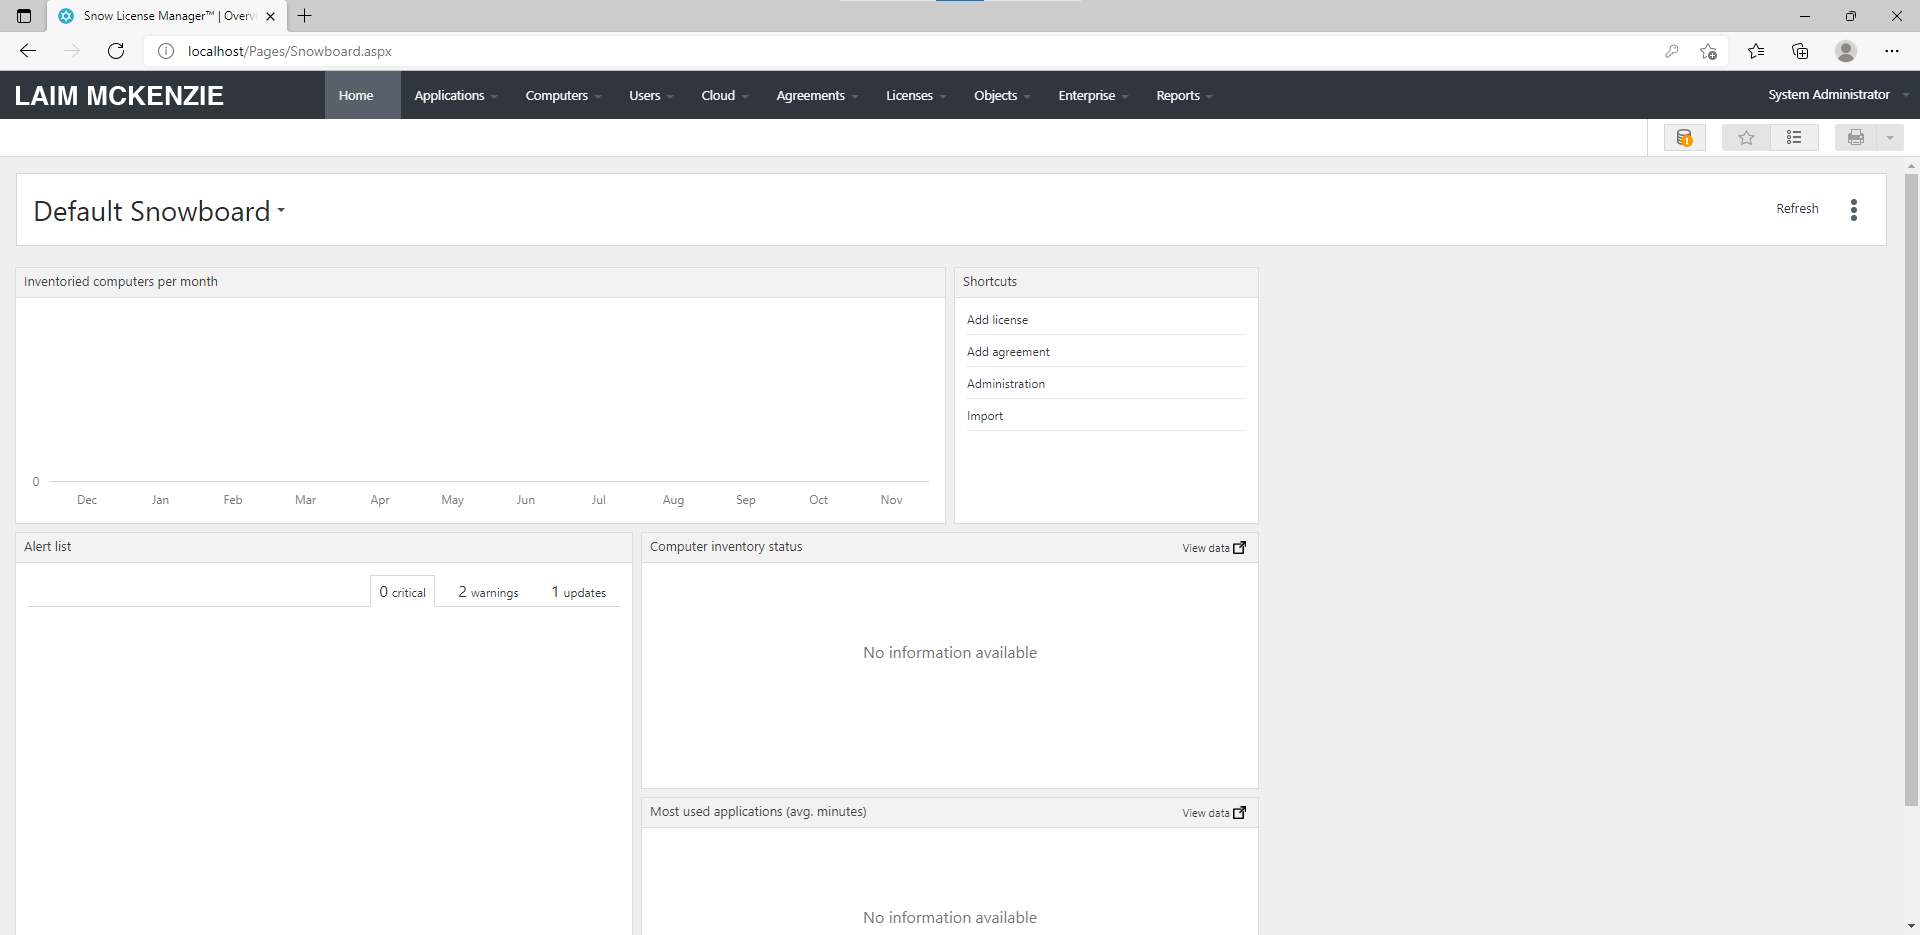 Snow License Manager™ | Overv
localhost/Pages/Snowboard.aspx
LAIM MCKENZIE
Home
Applications
Computers
Users
Cloud
Agreements
Licenses
Objects
Enterprise
Reports
System Administrator
Default Snowboard
Refresh
Inventoried computers per month
0
Dec Jan Feb Mar Apr May Jun Jul Aug Sep Oct Nov
Shortcuts
Add license
Add agreement
Administration
Import
Alert list
0 critical
2 warnings
1 updates
Computer inventory status
View data
No information available
Most used applications (avg. minutes)
View data
No information available